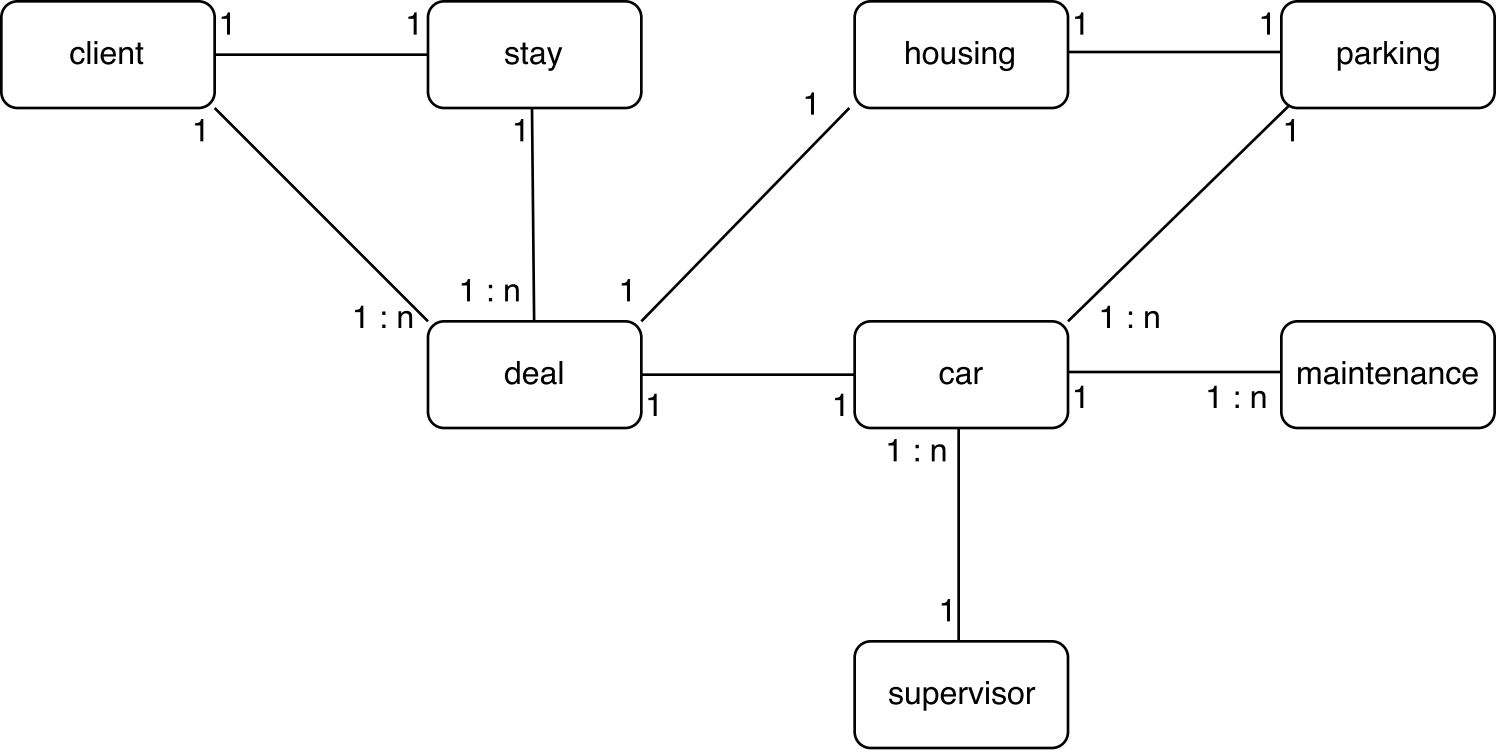 1
1
1
1
client
stay
housing
parking
1
1
1
1
1 : n
1
1 : n
1 : n
deal
car
maintenance
1
1
1
1 : n
1 : n
1
supervisor